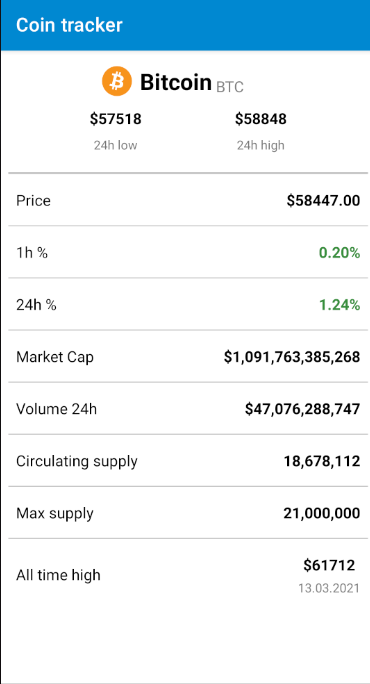 Coin tracker
Bitcoin BTC
$57518 $58848
24h low 24h high
Price $58447.00
1h % 0.20%
24h % 1.24%
Market Cap $1,091,763,385,268
Volume 24h $47,076,288,747
Circulating supply 18,678,112
Max supply 21,000,000
All time high $61712
13.03.2021